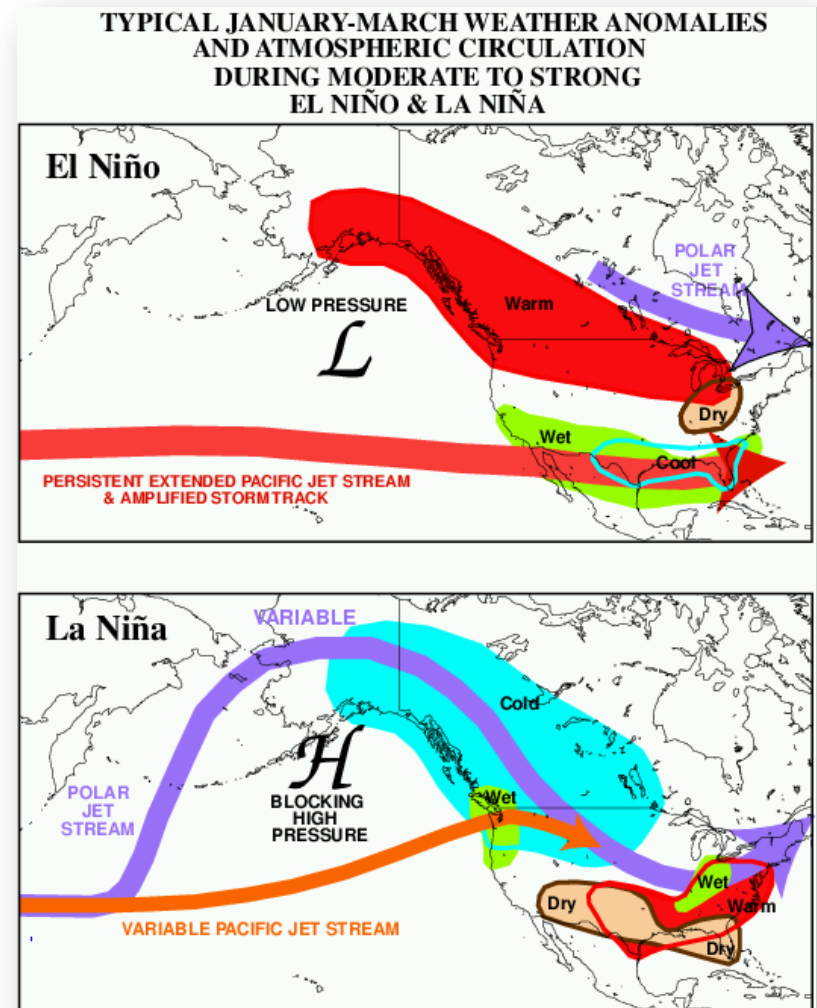 TYPICAL JANUARY-MARCH WEATHER ANOMALIES
AND ATMOSPHERIC CIRCULATION
DURING MODERATE TO STRONG
EL NIÑO & LA NIÑA
El Niño
POLAR
JET
STREAM
LOW PRESSURE
Warm
L
Dry
Wet
Cool
PERSISTENT EXTENDED PACIFIC JET STREAM
& AMPLIFIED STORM TRACK
La Niña
VARIABLE
Cold
H
POLAR
JET
STREAM
BLOCKING
HIGH
PRESSURE
Wet
Wet
Dry
Warm
VARIABLE PACIFIC JET STREAM
Dry